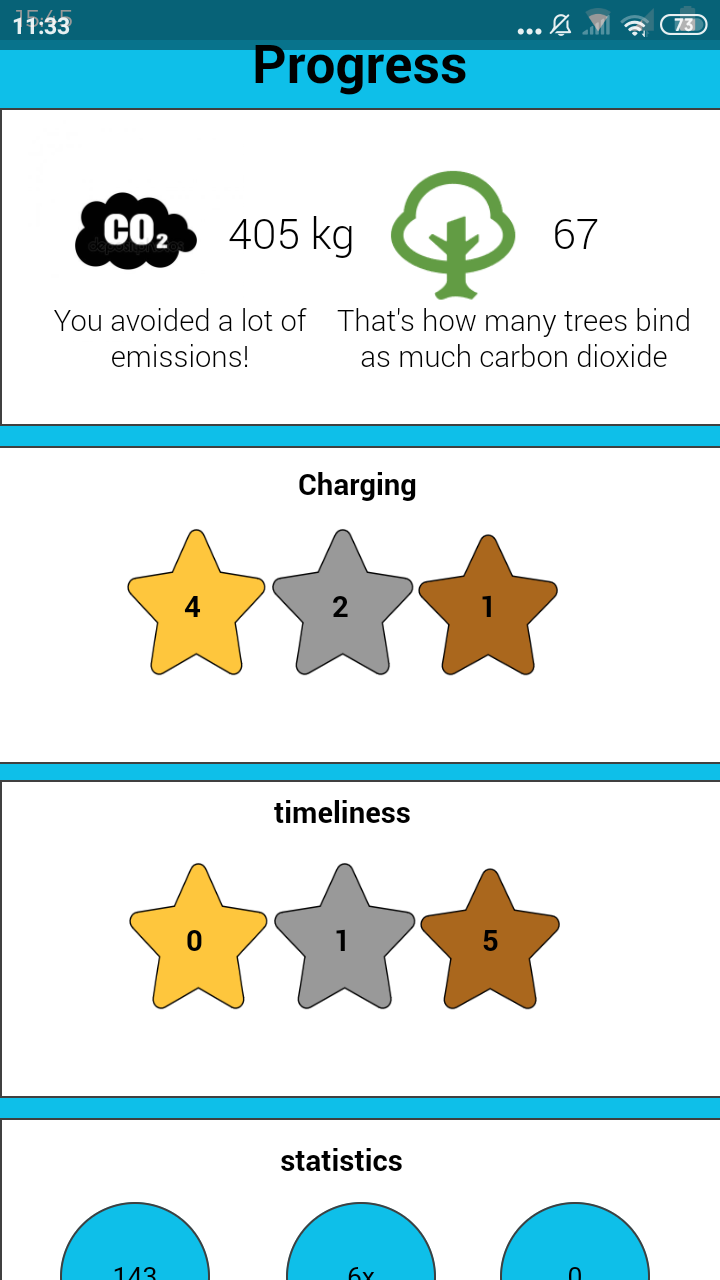 11:33
73
Progress
CO2
405 kg
67
You avoided a lot of
emissions!
That's how many trees bind
as much carbon dioxide
Charging
4 2 1
timeliness
0 1 5
statistics
143 6x 0